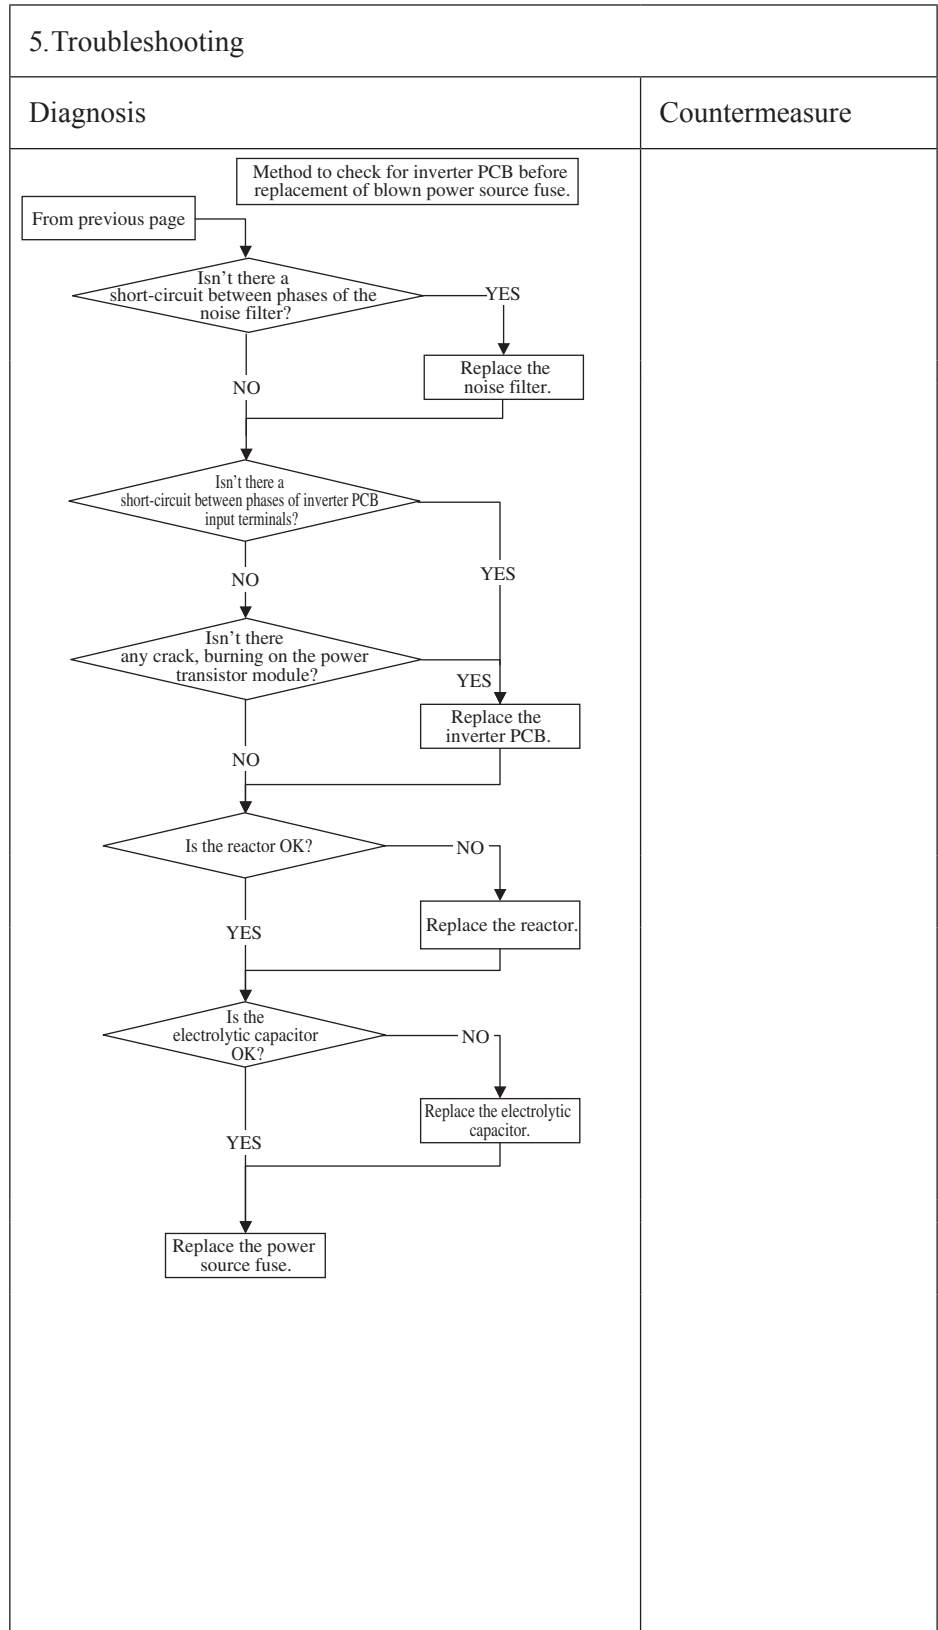 5.Troubleshooting
Diagnosis
Countermeasure
Method to check for inverter PCB before
replacement of blown power source fuse.
From previous page
Isn't there a
short-circuit between phases of the
noise filter?
YES
Replace the
noise filter.
NO
Isn't there a
short-circuit between phases of inverter PCB
input terminals?
YES
NO
Isn't there
any crack, burning on the power
transistor module?
YES
Replace the
inverter PCB.
NO
Is the reactor OK?
NO
Replace the reactor.
YES
Is the
electrolytic capacitor
OK?
NO
Replace the electrolytic
capacitor.
YES
Replace the power
source fuse.